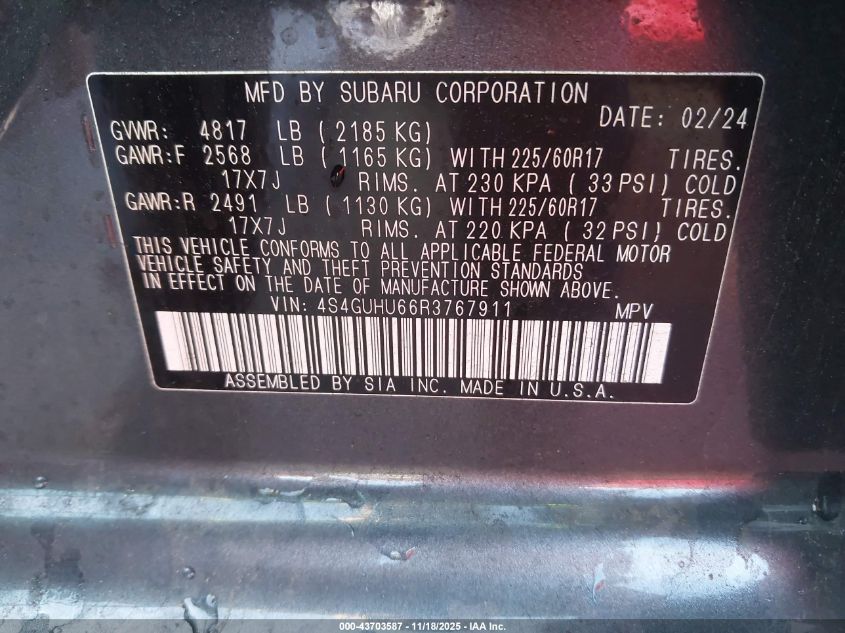 MFD BY SUBARU CORPORATION
DATE: 02/24
GVWR: 4817 LB ( 2185 KG)
GAWR:F 2568 LB ( 1165 KG) WITH 225/60R17 TIRES.
17X7J RIMS. AT 230 KPA ( 33 PSI) COLD
GAWR:R 2491 LB ( 1130 KG) WITH 225/60R17 TIRES.
17X7J RIMS. AT 220 KPA ( 32 PSI) COLD
THIS VEHICLE CONFORMS TO ALL APPLICABLE FEDERAL MOTOR
VEHICLE SAFETY AND THEFT PREVENTION STANDARDS
IN EFFECT ON THE DATE OF MANUFACTURE SHOWN ABOVE.
VIN: 4S4GUHU66R3767911 MPV
ASSEMBLED BY SIA INC. MADE IN U.S.A.
000-43703587 - 11/18/2025 - IAA Inc.